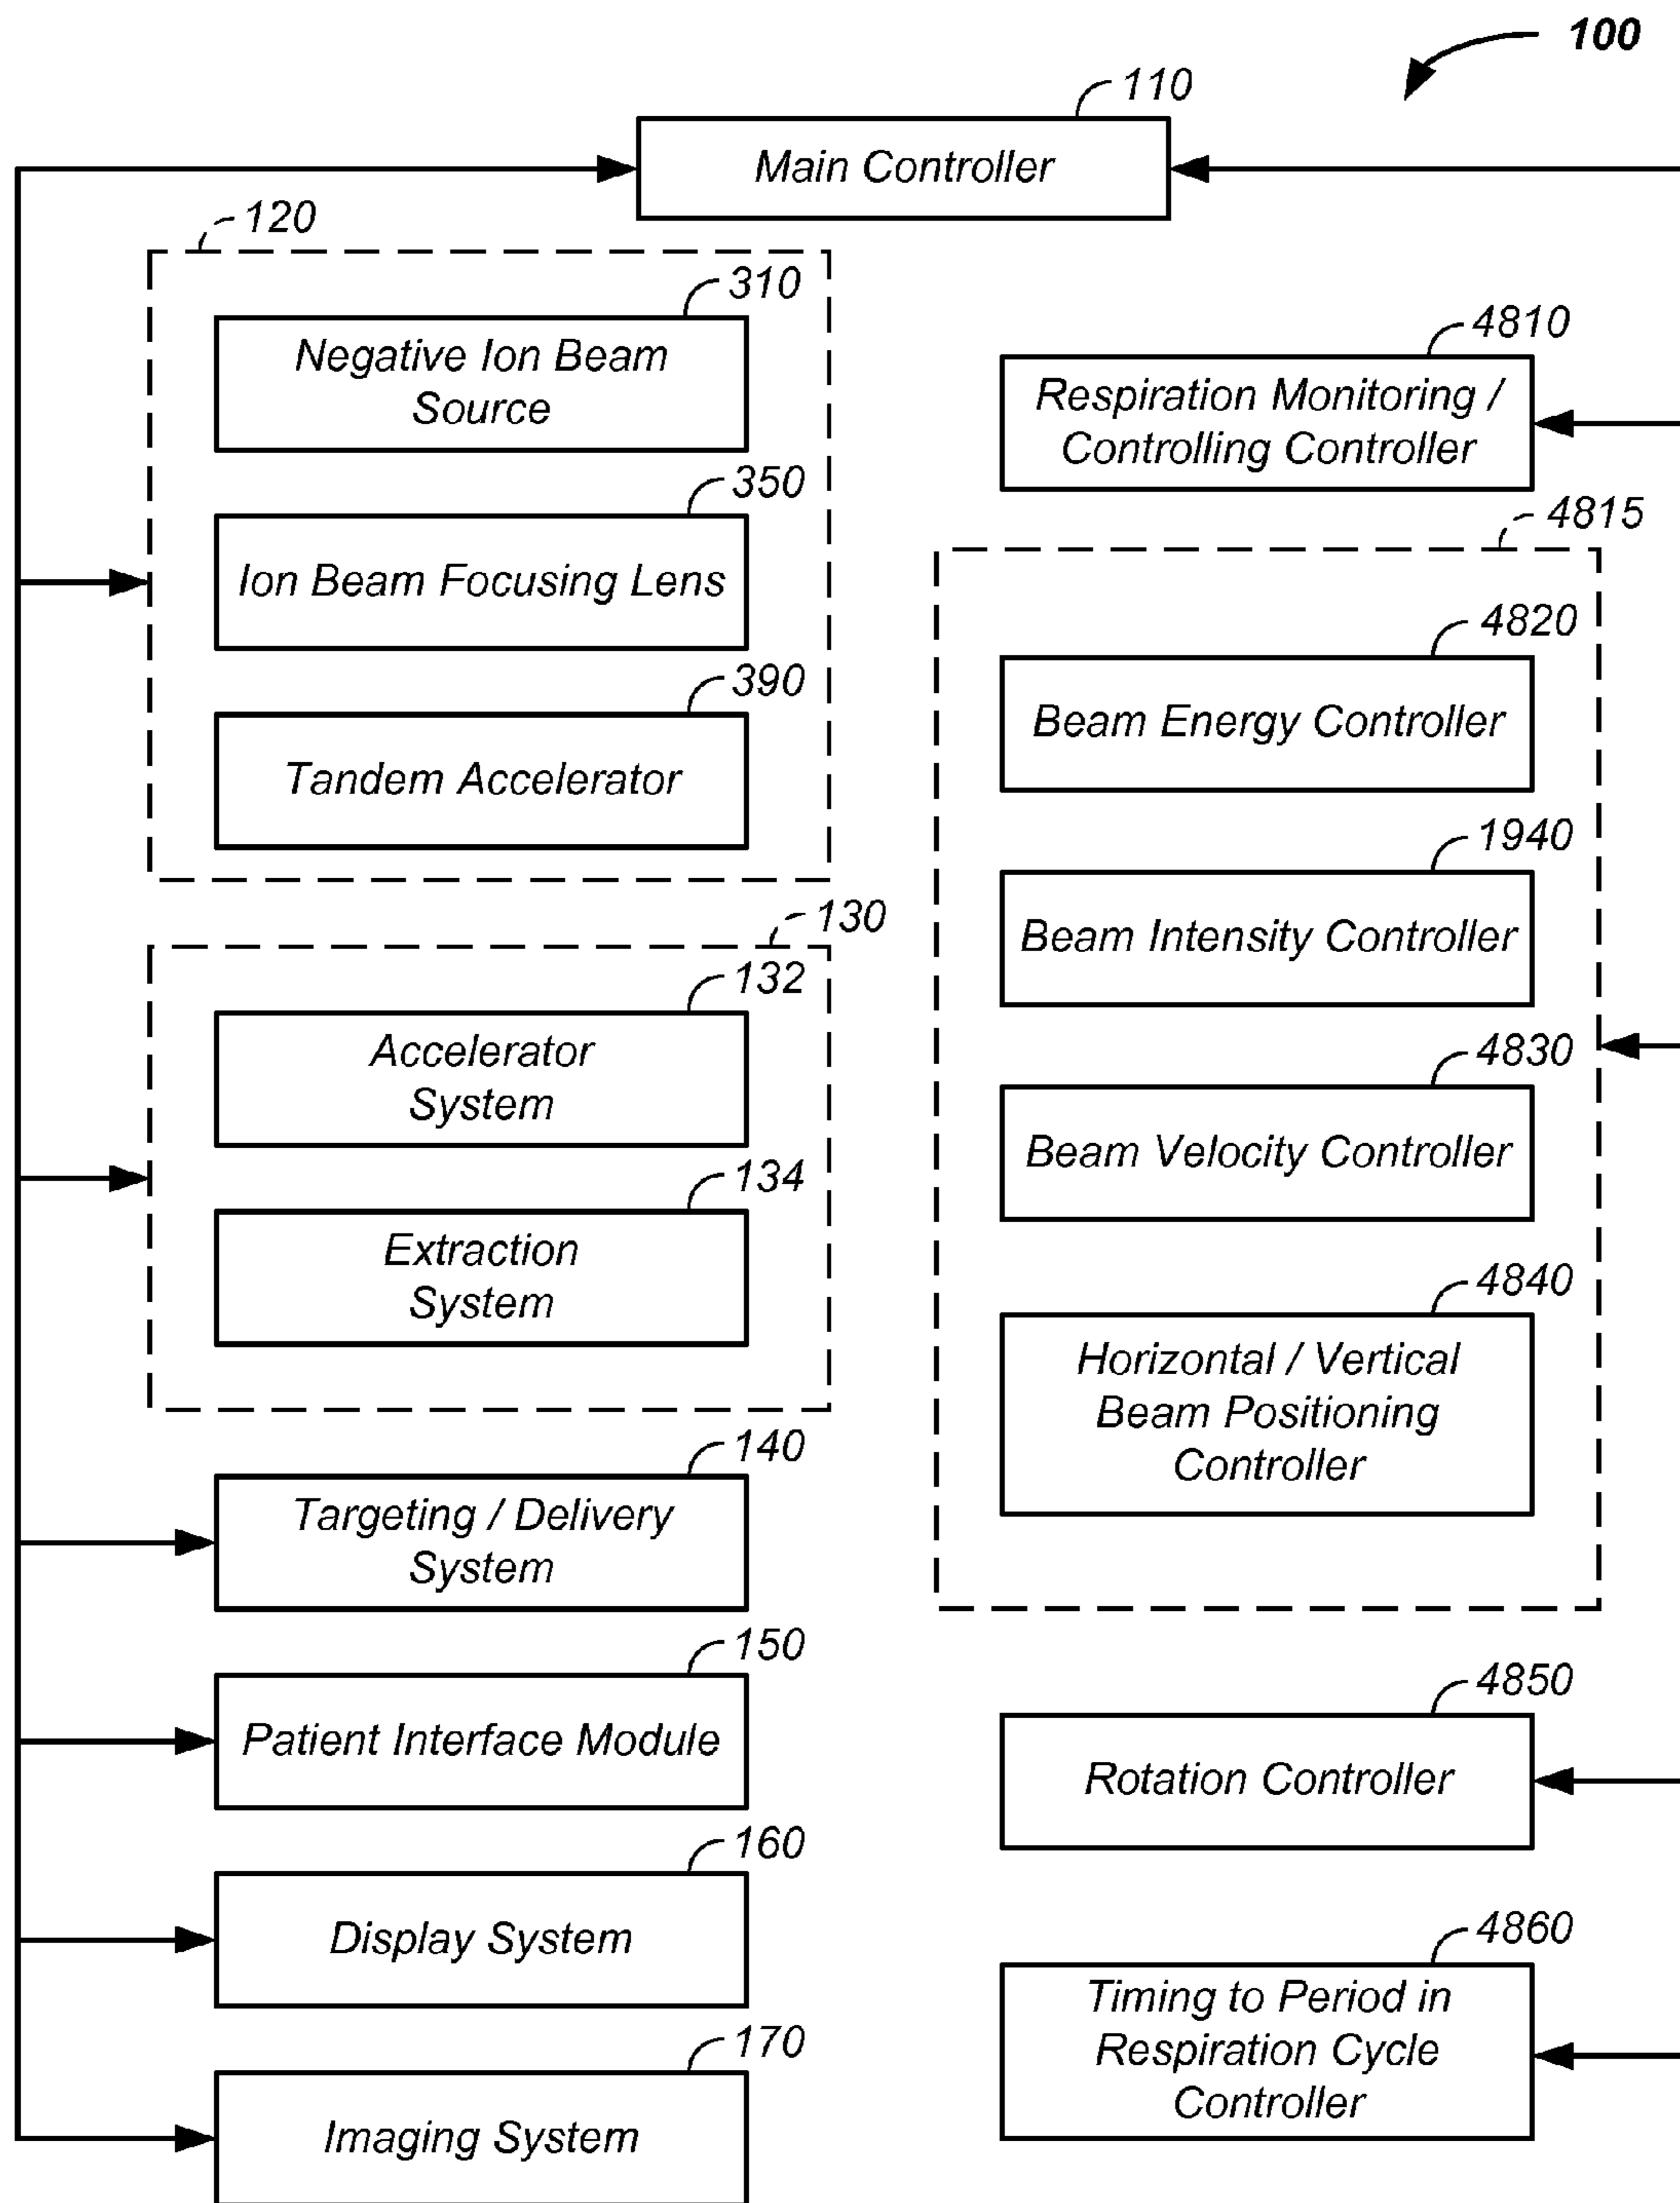 100
110
Main Controller
120
310
Negative Ion Beam
Source
350
Ion Beam Focusing Lens
390
Tandem Accelerator
130
132
Accelerator
System
134
Extraction
System
140
Targeting / Delivery
System
150
Patient Interface Module
160
Display System
170
Imaging System
4810
Respiration Monitoring /
Controlling Controller
4815
4820
Beam Energy Controller
1940
Beam Intensity Controller
4830
Beam Velocity Controller
4840
Horizontal / Vertical
Beam Positioning
Controller
4850
Rotation Controller
4860
Timing to Period in
Respiration Cycle
Controller